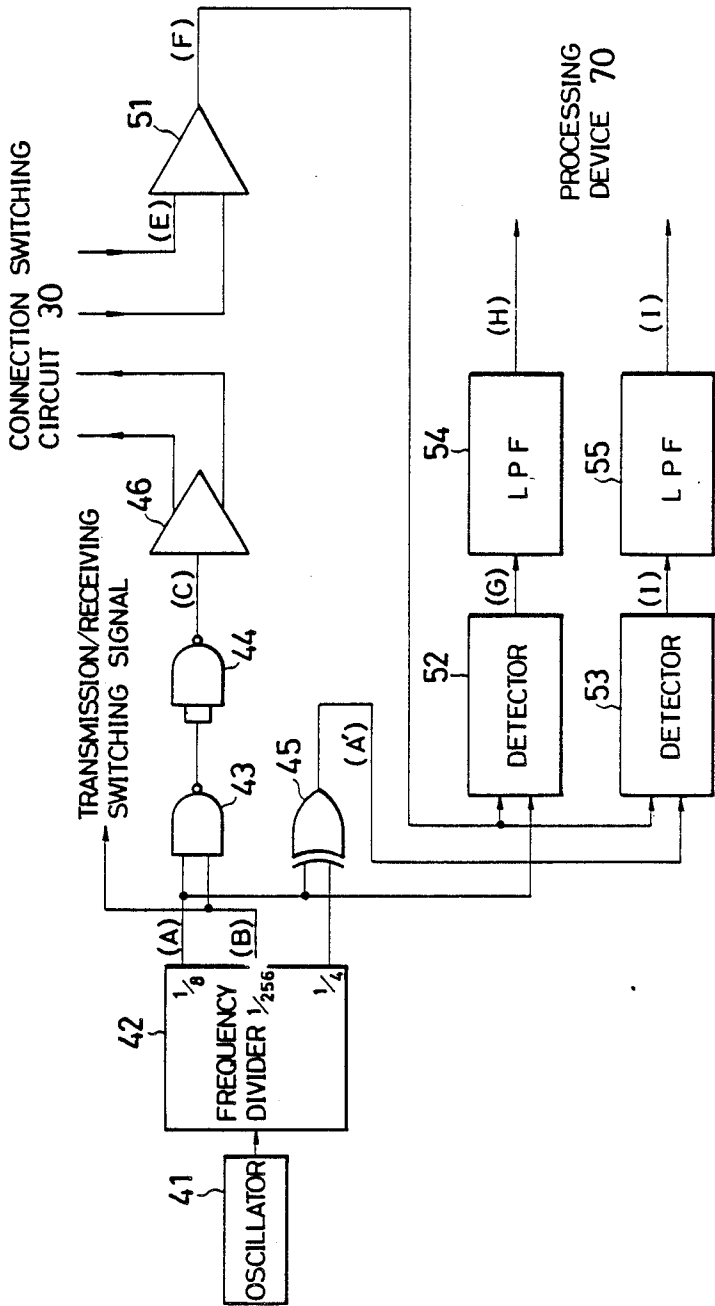 CONNECTION SWITCHING
CIRCUIT 30
TRANSMISSION/RECEIVING
SWITCHING SIGNAL
41
OSCILLATOR
42
FREQUENCY
DIVIDER
1/8
1/256
1/4
(A)
(B)
43
44
(C)
46
45
(A')
(E)
51
(F)
52
DETECTOR
(G)
54
LPF
(H)
53
DETECTOR
(I)
55
LPF
(I)
PROCESSING
DEVICE 70